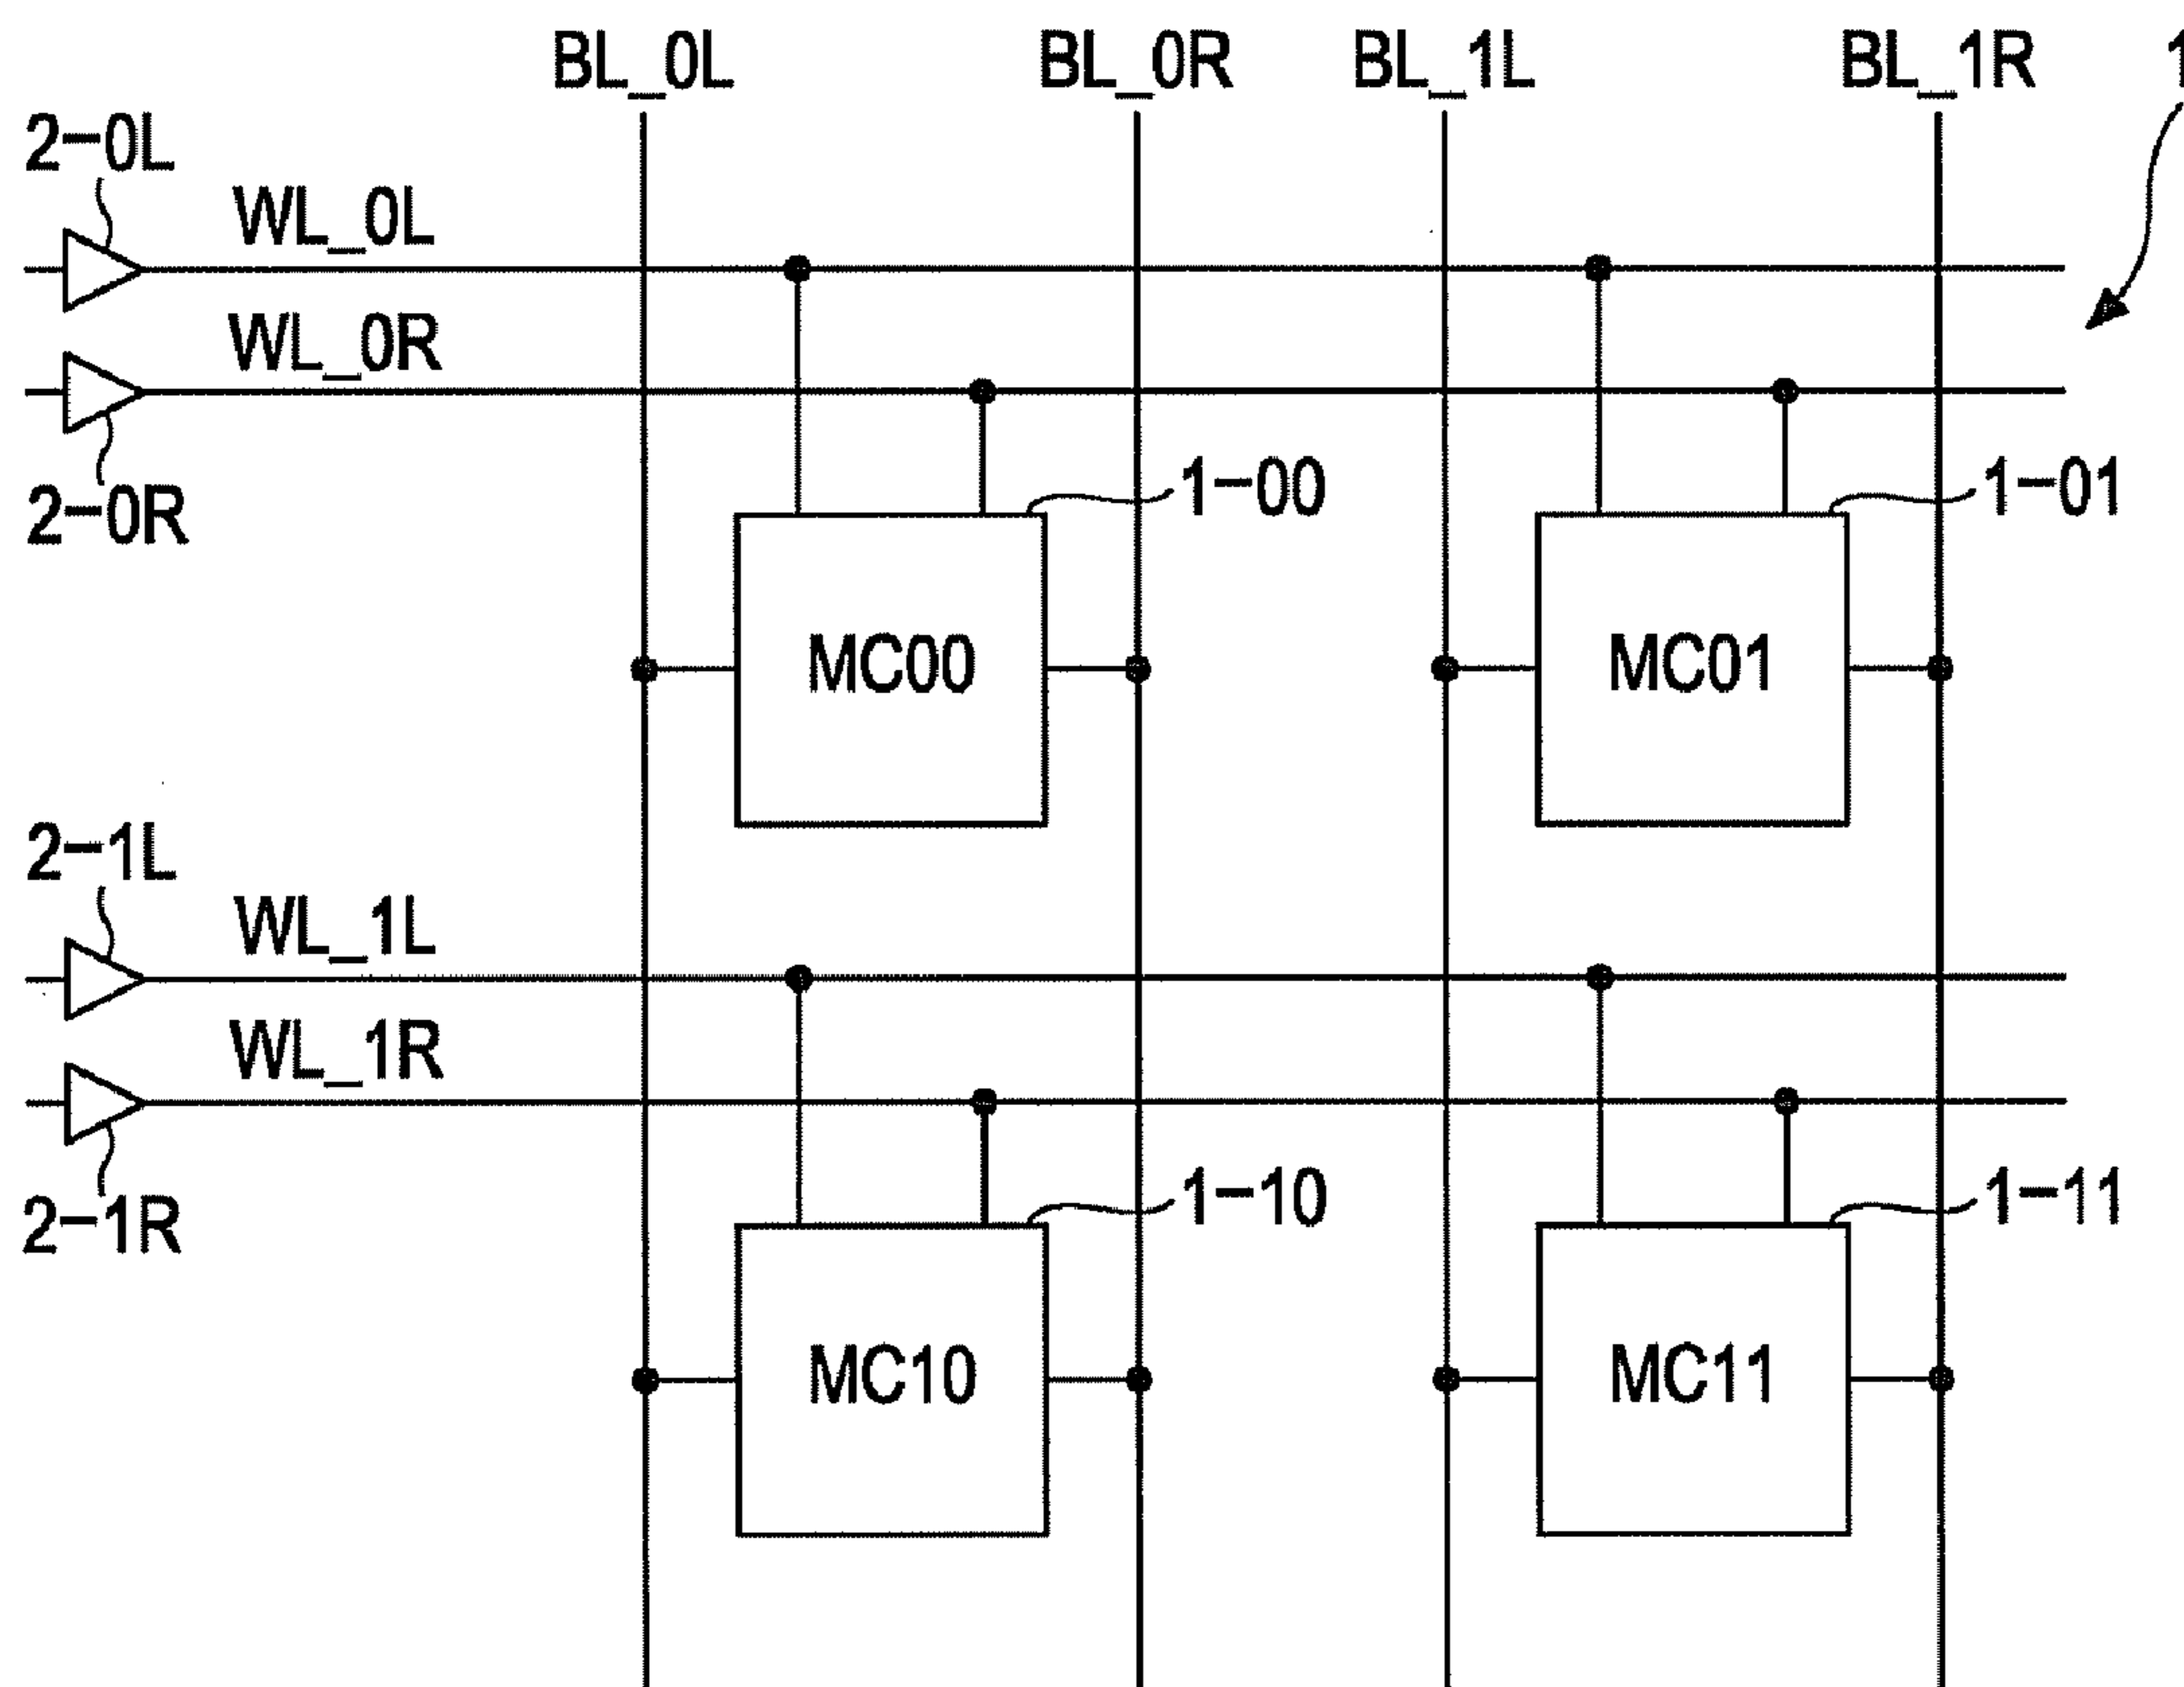 BL_0L BL_0R BL_1L BL_1R 1
2-0L
WL_0L
WL_0R
2-0R
1-00 1-01
MC00 MC01
2-1L
WL_1L
WL_1R
2-1R
1-10 1-11
MC10 MC11